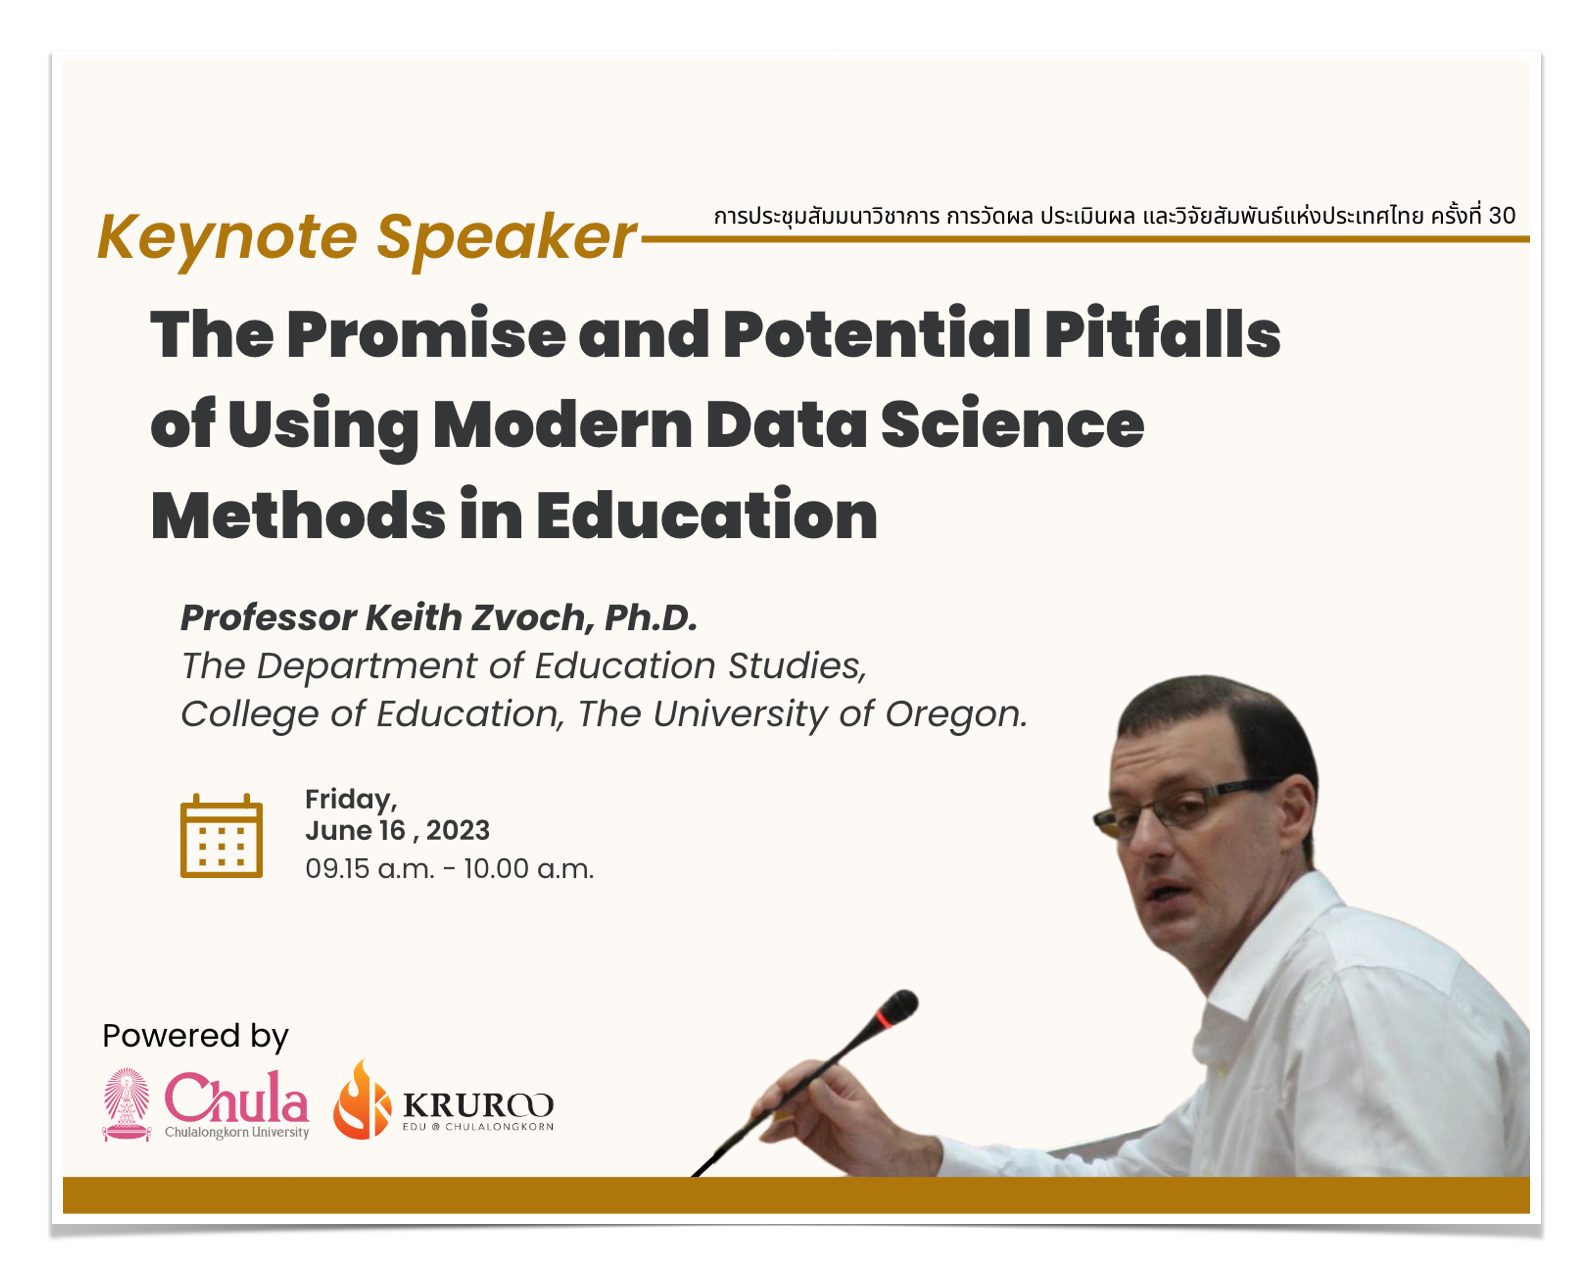 การประชุมสัมมนาวิชาการ การวัดผล ประเมินผล และวิจัยสัมพันธ์แห่งประเทศไทย ครั้งที่ 30
Keynote Speaker
The Promise and Potential Pitfalls
of Using Modern Data Science
Methods in Education
Professor Keith Zvoch, Ph.D.
The Department of Education Studies,
College of Education, The University of Oregon.
Friday,
June 16 , 2023
09.15 a.m. - 10.00 a.m.
Powered by
Chula
Chulalongkorn University
KRUROO
EDU @ CHULALONGKORN